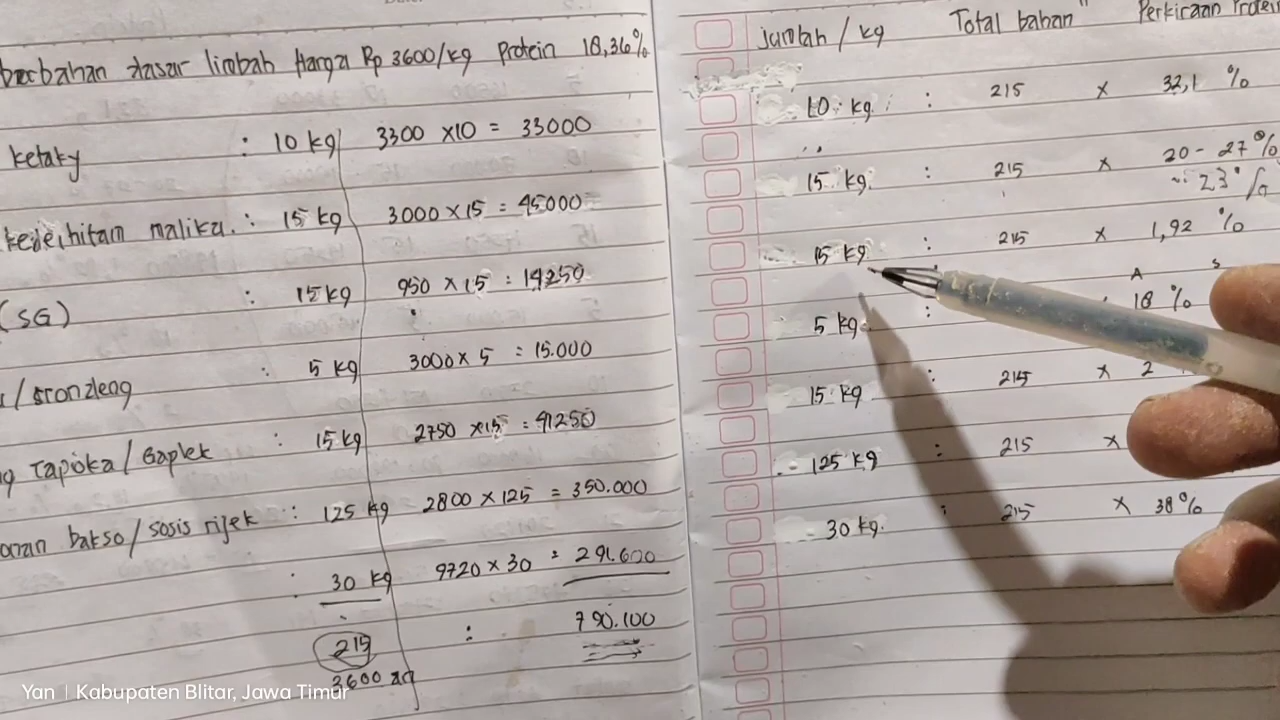 berbahan dasar limbah Harga Rp 3600/kg protein 18,36%
ketaky : 10 kg 3300 x10 = 33000
kedelhitam malika. : 15 kg 3000 x 15 = 45000
(SG) : 15 kg 950 x 15 : 14250
/ : 5 kg 3000 x 5 = 15.000
Tapioka / Gaplek : 15 kg 2750 x 15 : 41250
bakso / sosis rijek : 125 kg 2800 x 125 = 350.000
: 30 kg 9720 x 30 = 291.600
215 : 790.100
3600
jumlah / kg Total bahan" Perkiraan Protein
10 kg : 215 x 32,1 %
15 kg. : 215 x 20 - 27 %
23 %
15 kg : 215 x 1,92 %
A S
5 kg. : 18 %
15 kg : 215 x 2
125 kg : 215 x
30 kg. : 215 x 38 %
Yan | Kabupaten Blitar, Jawa Timur